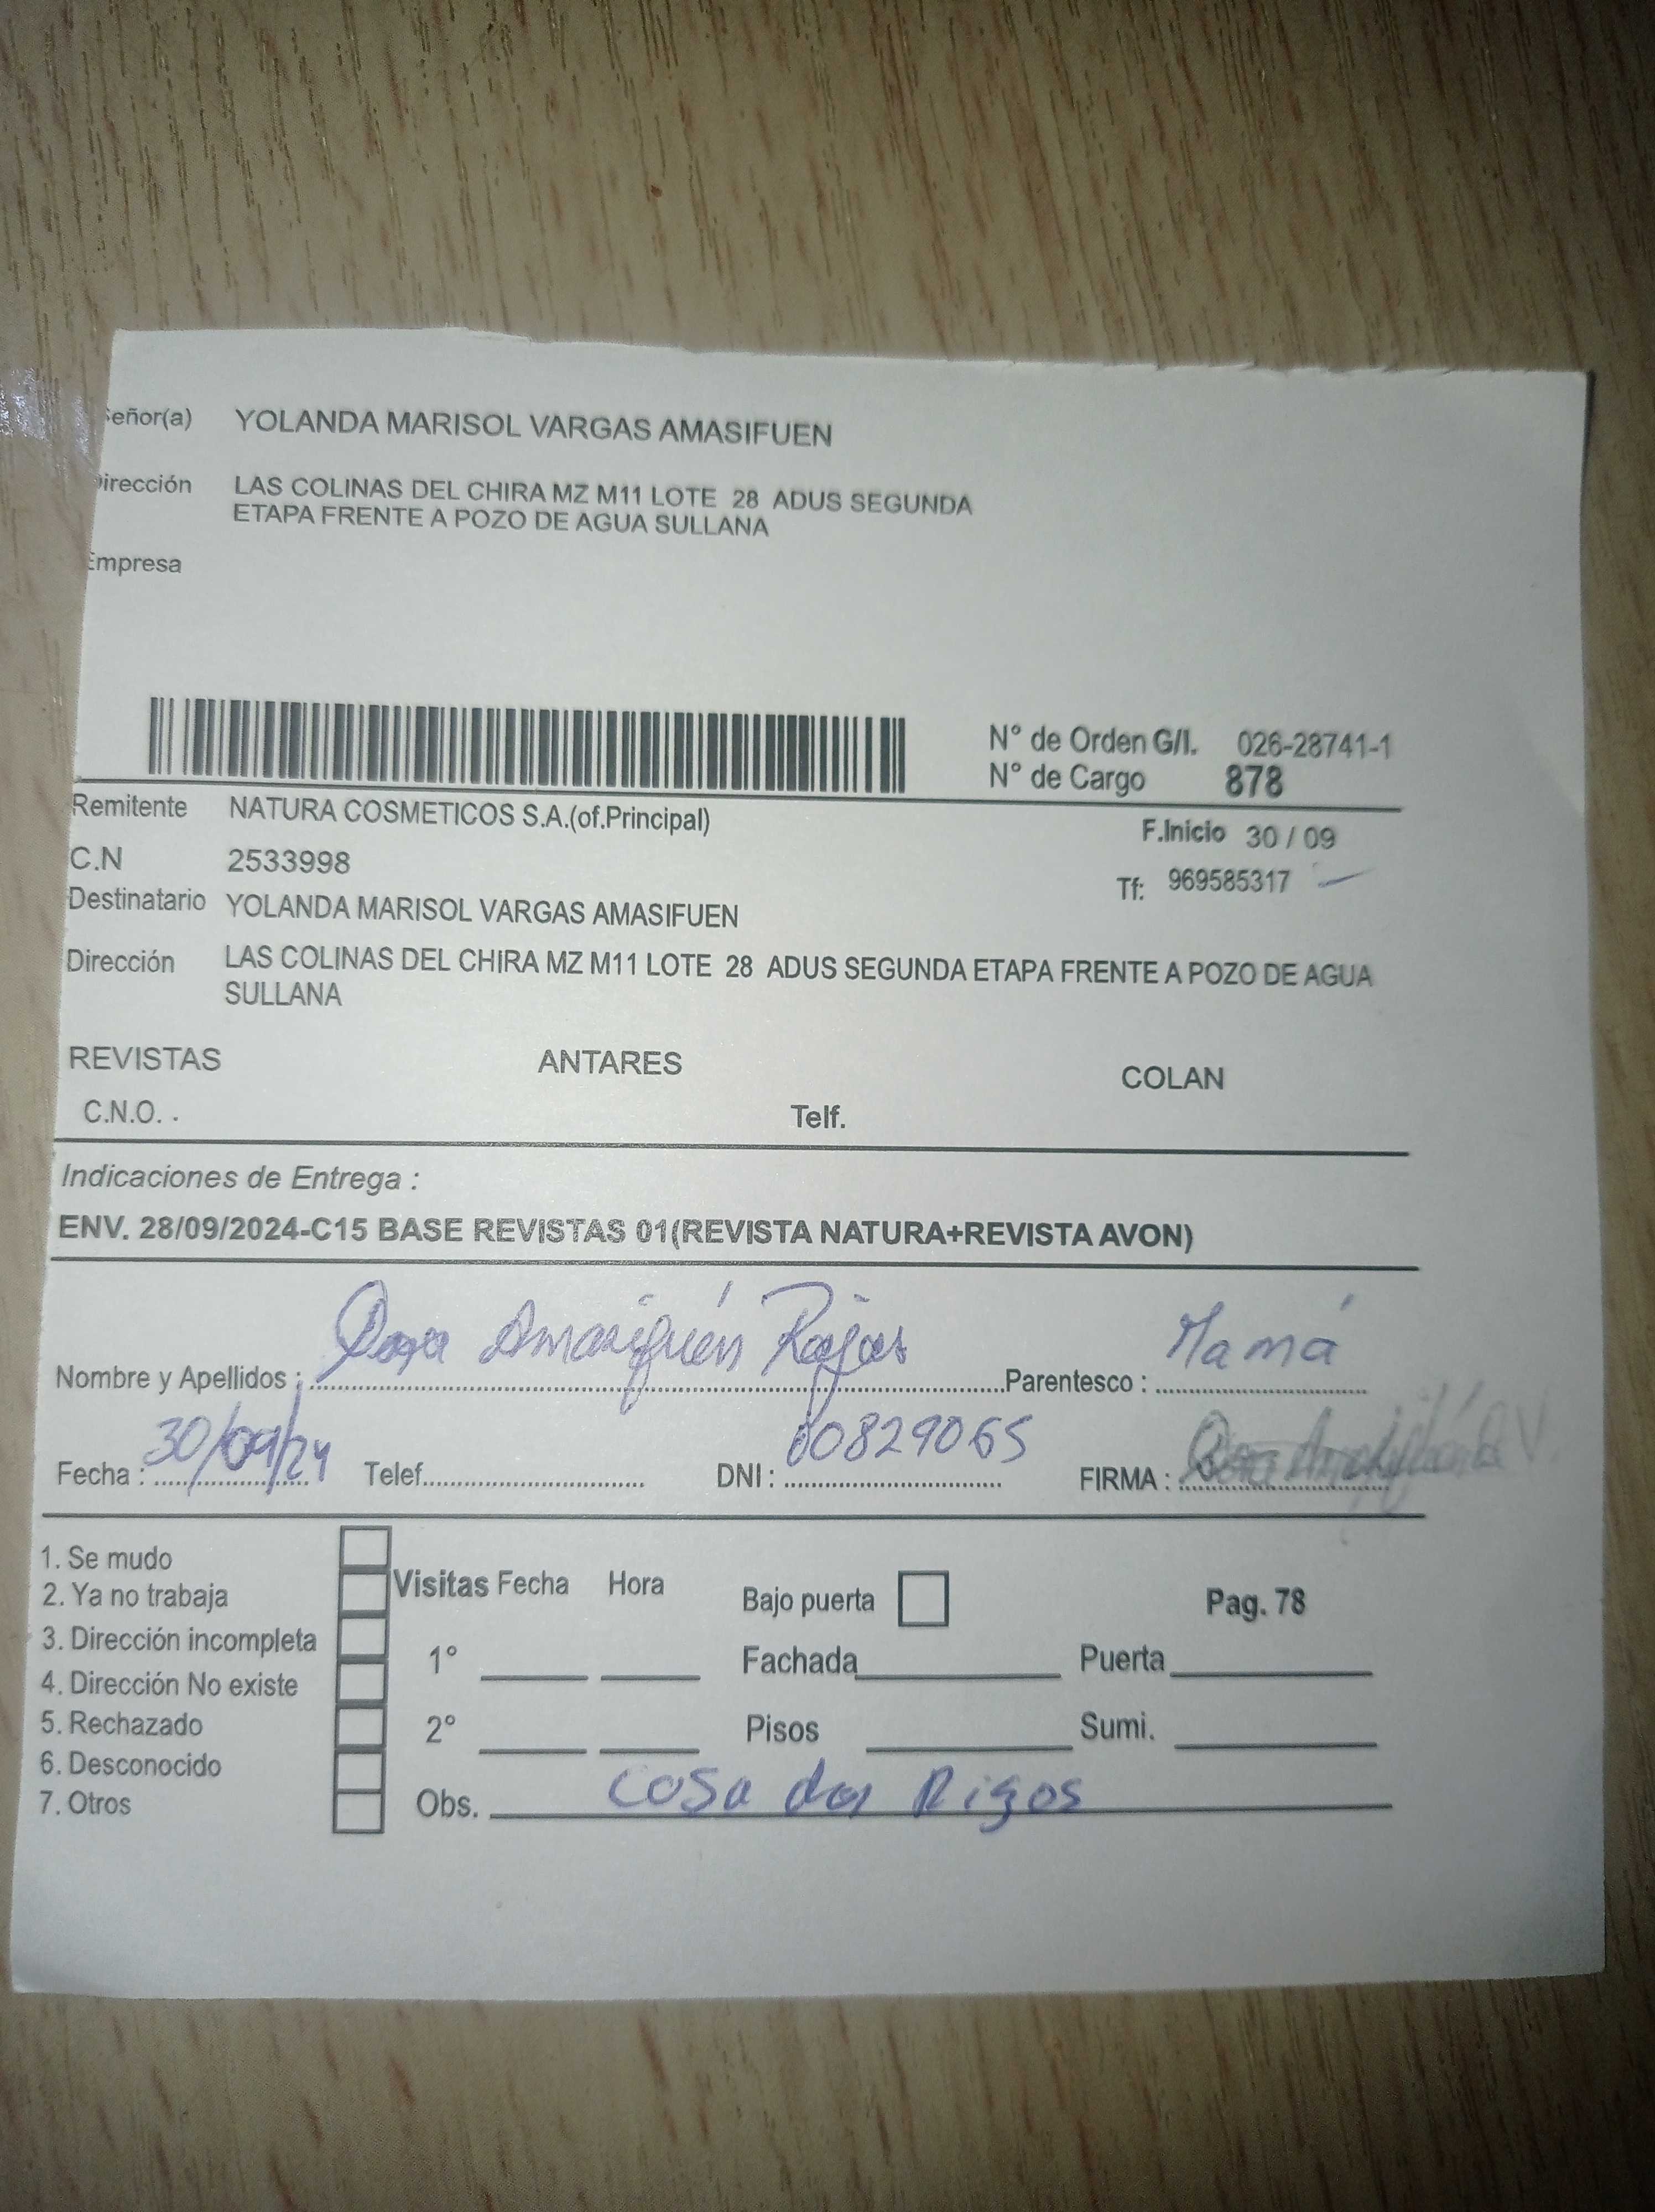 Señor(a) YOLANDA MARISOL VARGAS AMASIFUEN
Dirección LAS COLINAS DEL CHIRA MZ M11 LOTE 28 ADUS SEGUNDA
ETAPA FRENTE A POZO DE AGUA SULLANA
Empresa
N° de Orden G/I. 026-28741-1
N° de Cargo 878
Remitente NATURA COSMETICOS S.A.(of.Principal)
F.Inicio 30 / 09
C.N 2533998
Tf: 969585317
Destinatario YOLANDA MARISOL VARGAS AMASIFUEN
Dirección LAS COLINAS DEL CHIRA MZ M11 LOTE 28 ADUS SEGUNDA ETAPA FRENTE A POZO DE AGUA
SULLANA
REVISTAS ANTARES COLAN
C.N.O. . Telf.
Indicaciones de Entrega :
ENV. 28/09/2024-C15 BASE REVISTAS 01(REVISTA NATURA+REVISTA AVON)
Nombre y Apellidos : Amasifuén Rojas Parentesco : Mamá
Fecha : 30/09/24 Telef. DNI : 00829065 FIRMA :
1. Se mudo
2. Ya no trabaja Visitas Fecha Hora Bajo puerta Pag. 78
3. Dirección incompleta 1° Fachada Puerta
4. Dirección No existe
5. Rechazado 2° Pisos Sumi.
6. Desconocido
7. Otros Obs. Cosa dos Pisos